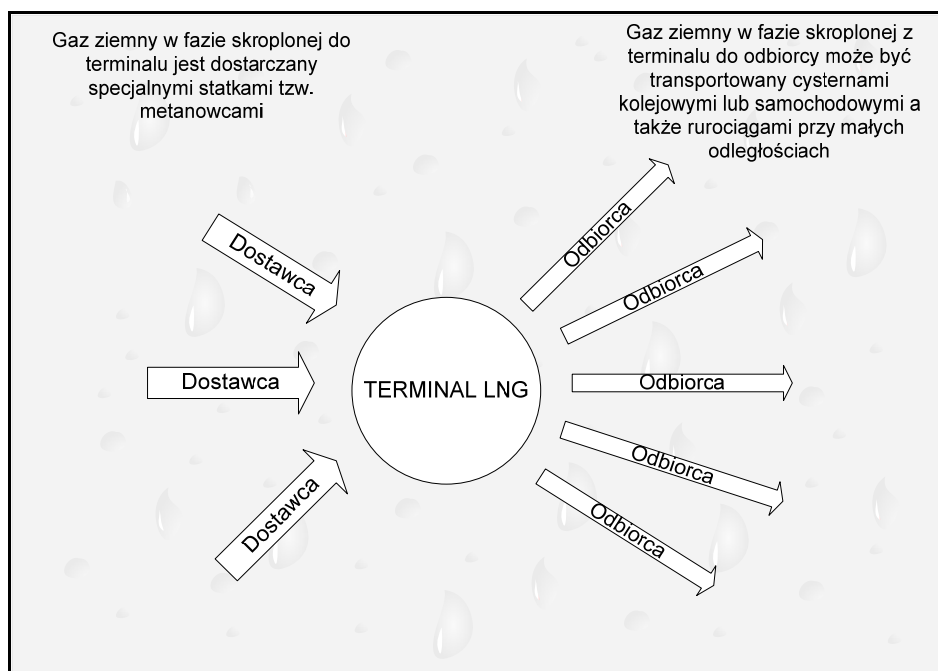 Gaz ziemny w fazie skroplonej do
terminalu jest dostarczany
specjalnymi statkami tzw.
metanowcami
Gaz ziemny w fazie skroplonej z
terminalu do odbiorcy może być
transportowany cysternami
kolejowymi lub samochodowymi a
także rurociągami przy małych
odległościach
Dostawca
Dostawca
Dostawca
TERMINAL LNG
Odbiorca
Odbiorca
Odbiorca
Odbiorca
Odbiorca